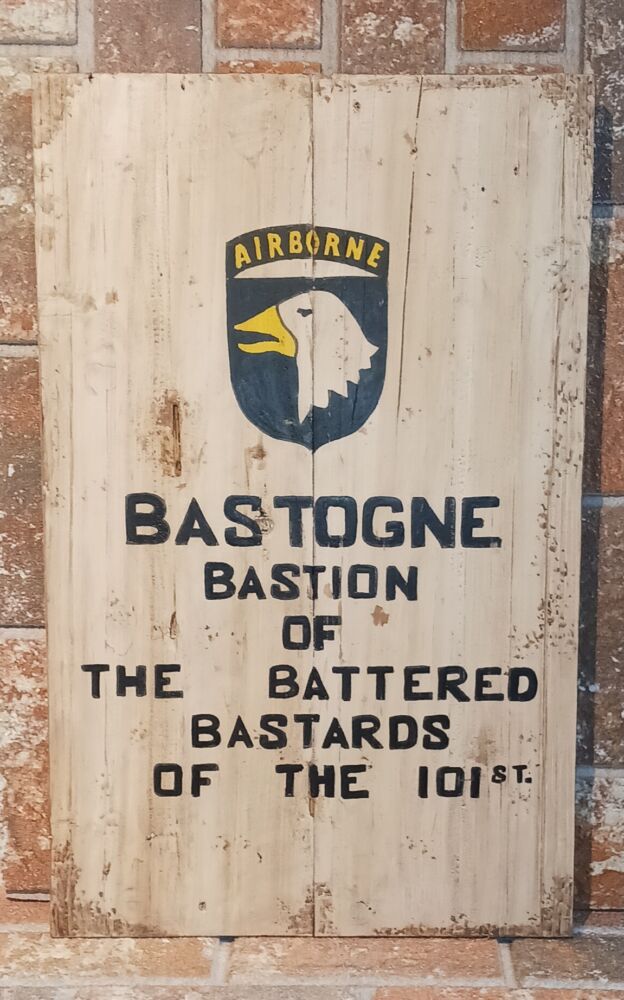 AIRBORNE
BASTOGNE
BASTION
OF
THE BATTERED
BASTARDS
OF THE 101ST.